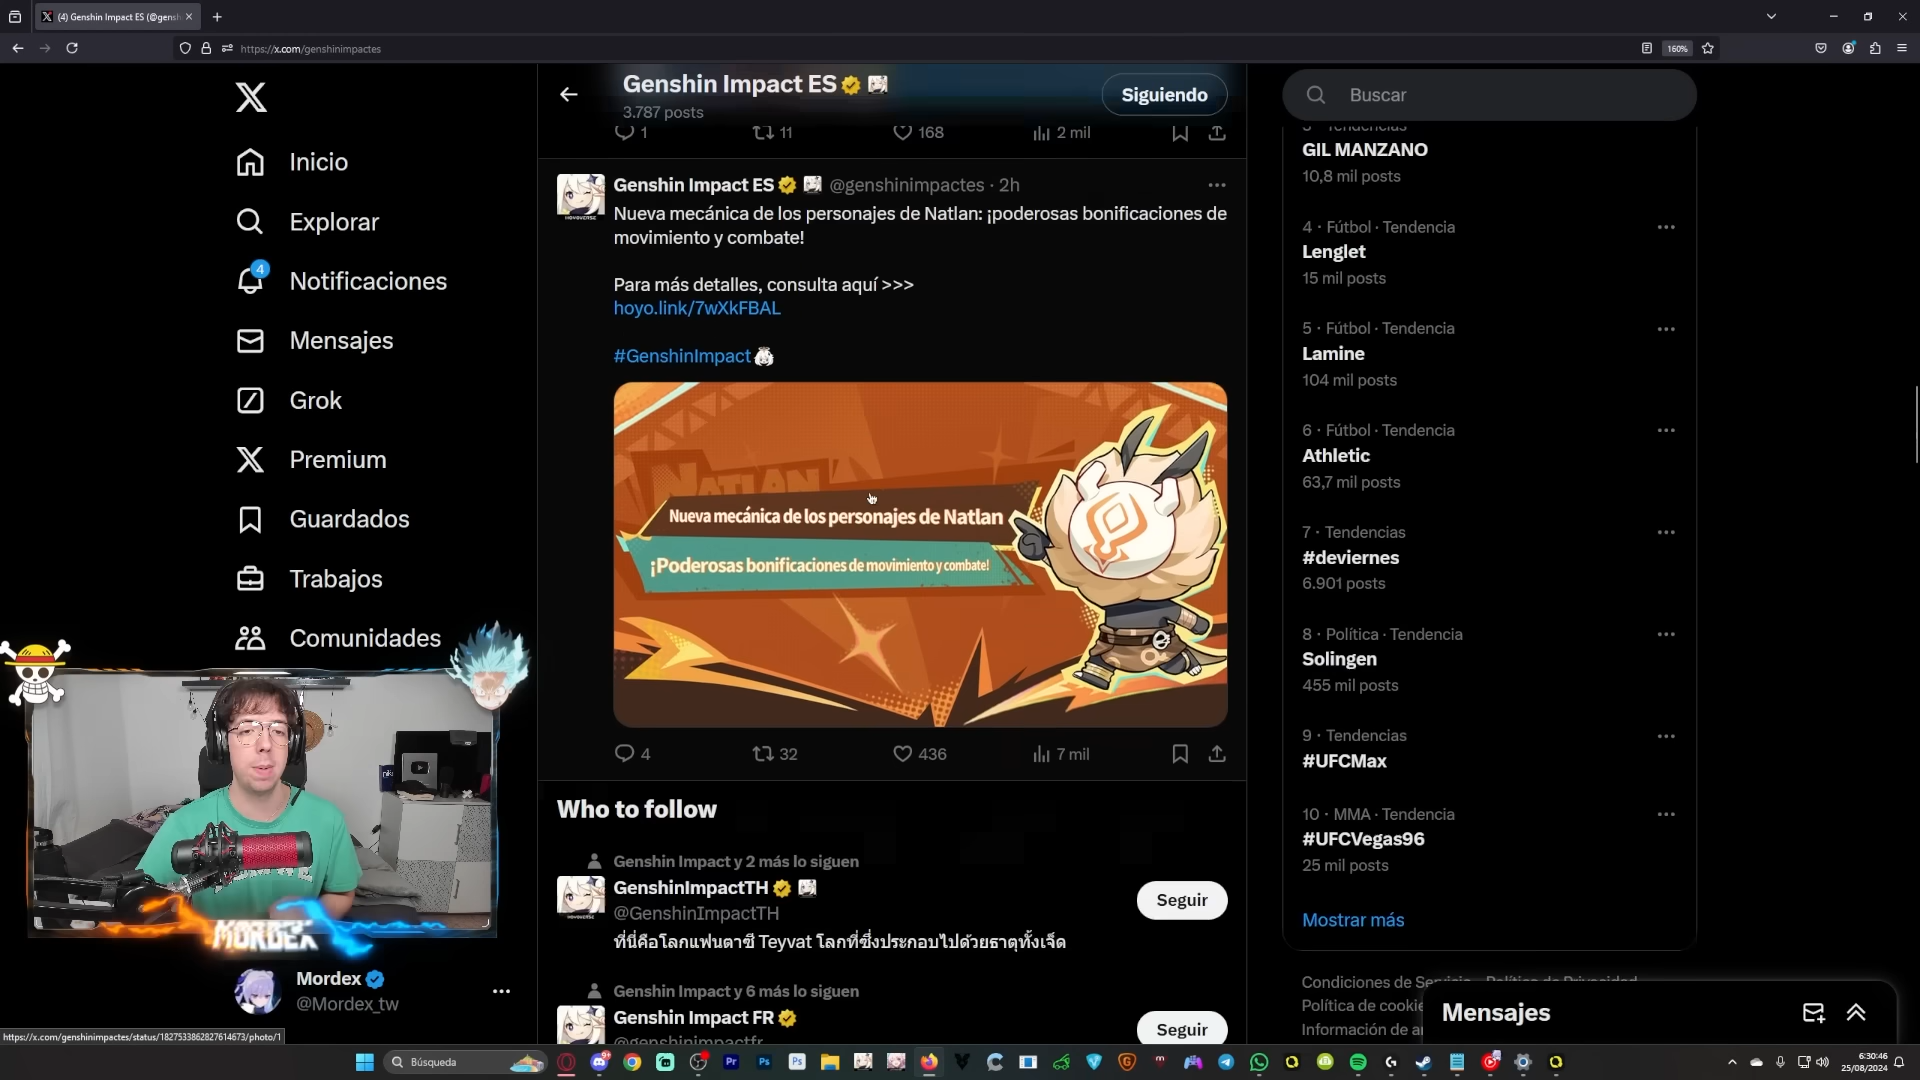 (4) Genshin Impact ES (@gensh
https://x.com/genshinimpactes
160%
Inicio
Explorar
4
Notificaciones
Mensajes
Grok
Premium
Guardados
Trabajos
Comunidades
MORDEX
Mordex
@Mordex_tw
https://x.com/genshinimpactes/status/1827533862827614673/photo/1
Genshin Impact ES
3.787 posts
Siguiendo
1
11
168
2 mil
Genshin Impact ES @genshinimpactes · 2h
Nueva mecánica de los personajes de Natlan: ¡poderosas bonificaciones de
movimiento y combate!
Para más detalles, consulta aquí >>>
hoyo.link/7wXkFBAL
#GenshinImpact
NATLAN
Nueva mecánica de los personajes de Natlan
¡Poderosas bonificaciones de movimiento y combate!
4
32
436
7 mil
Who to follow
Genshin Impact y 2 más lo siguen
GenshinImpactTH
@GenshinImpactTH
Seguir
ที่นี่คือโลกแฟนตาซี Teyvat โลกที่ซึ่งประกอบไปด้วยธาตุทั้งเจ็ด
Genshin Impact y 6 más lo siguen
Genshin Impact FR
@genshinimpactfr
Seguir
Buscar
3 · Tendencias
GIL MANZANO
10,8 mil posts
4 · Fútbol · Tendencia
Lenglet
15 mil posts
5 · Fútbol · Tendencia
Lamine
104 mil posts
6 · Fútbol · Tendencia
Athletic
63,7 mil posts
7 · Tendencias
#deviernes
6.901 posts
8 · Política · Tendencia
Solingen
455 mil posts
9 · Tendencias
#UFCMax
10 · MMA · Tendencia
#UFCVegas96
25 mil posts
Mostrar más
Condiciones de Servicio Política de Privacidad
Política de cookie
Información de a
Mensajes
Búsqueda
6:30:46
25/08/2024